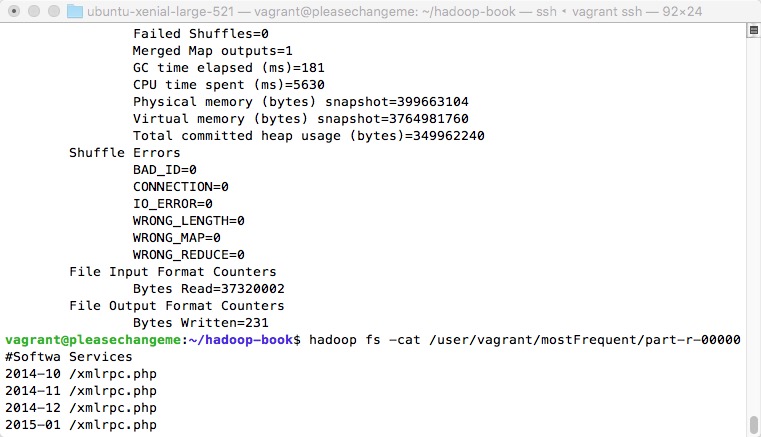 ubuntu-xenial-large-521 — vagrant@pleasechangeme: ~/hadoop-book — ssh ◂ vagrant ssh — 92×24
Failed Shuffles=0
Merged Map outputs=1
GC time elapsed (ms)=181
CPU time spent (ms)=5630
Physical memory (bytes) snapshot=399663104
Virtual memory (bytes) snapshot=3764981760
Total committed heap usage (bytes)=349962240
Shuffle Errors
BAD_ID=0
CONNECTION=0
IO_ERROR=0
WRONG_LENGTH=0
WRONG_MAP=0
WRONG_REDUCE=0
File Input Format Counters
Bytes Read=37320002
File Output Format Counters
Bytes Written=231
vagrant@pleasechangeme:~/hadoop-book$ hadoop fs -cat /user/vagrant/mostFrequent/part-r-00000
#Softwa Services
2014-10 /xmlrpc.php
2014-11 /xmlrpc.php
2014-12 /xmlrpc.php
2015-01 /xmlrpc.php